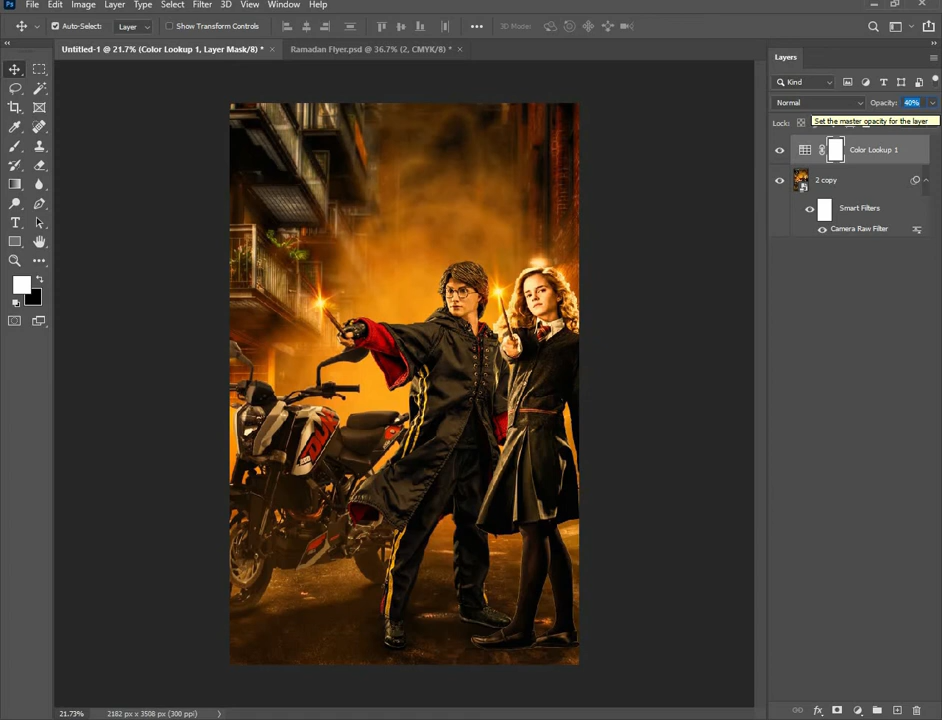 Ps File Edit Image Layer Type Select Filter 3D View Window Help
Auto-Select: Layer Show Transform Controls 3D Mode:
Untitled-1 @ 21.7% (Color Lookup 1, Layer Mask/8) * × Ramadan Flyer.psd @ 36.7% (2, CMYK/8) * ×
Layers
Kind
Normal Opacity: 40%
Lock: Set the master opacity for the layer
Color Lookup 1
2 copy
Smart Filters
Camera Raw Filter
21.73% 2182 px x 3508 px (300 ppi)